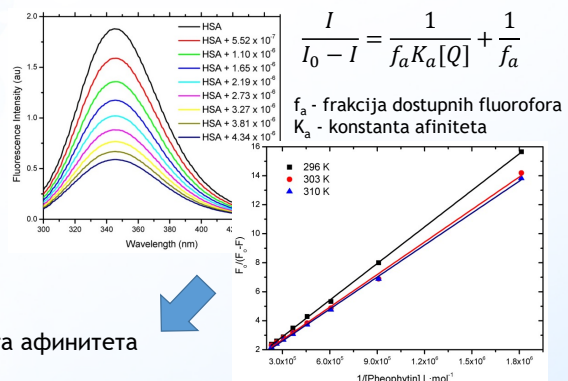 2.0
1.5
1.0
0.5
0.0
Fluorescence Intensity (au)
HSA
HSA + 5.52 x 10⁻⁷
HSA + 1.10 x 10⁻⁶
HSA + 1.65 x 10⁻⁶
HSA + 2.19 x 10⁻⁶
HSA + 2.73 x 10⁻⁶
HSA + 3.27 x 10⁻⁶
HSA + 3.81 x 10⁻⁶
HSA + 4.34 x 10⁻⁶
300 320 340 360 380 400 42
Wavelength (nm)
I / (I₀ − I) = 1 / (fₐKₐ[Q]) + 1 / fₐ
fₐ - frakcija dostupnih fluorofora
Kₐ - konstanta afiniteta
16
14
12
10
8
6
4
2
F₀/(F₀-F)
296 K
303 K
310 K
3.0x10⁵ 6.0x10⁵ 9.0x10⁵ 1.2x10⁶ 1.5x10⁶ 1.8x10⁶
1/[Pheophytin] L·mol⁻¹
та афинитета